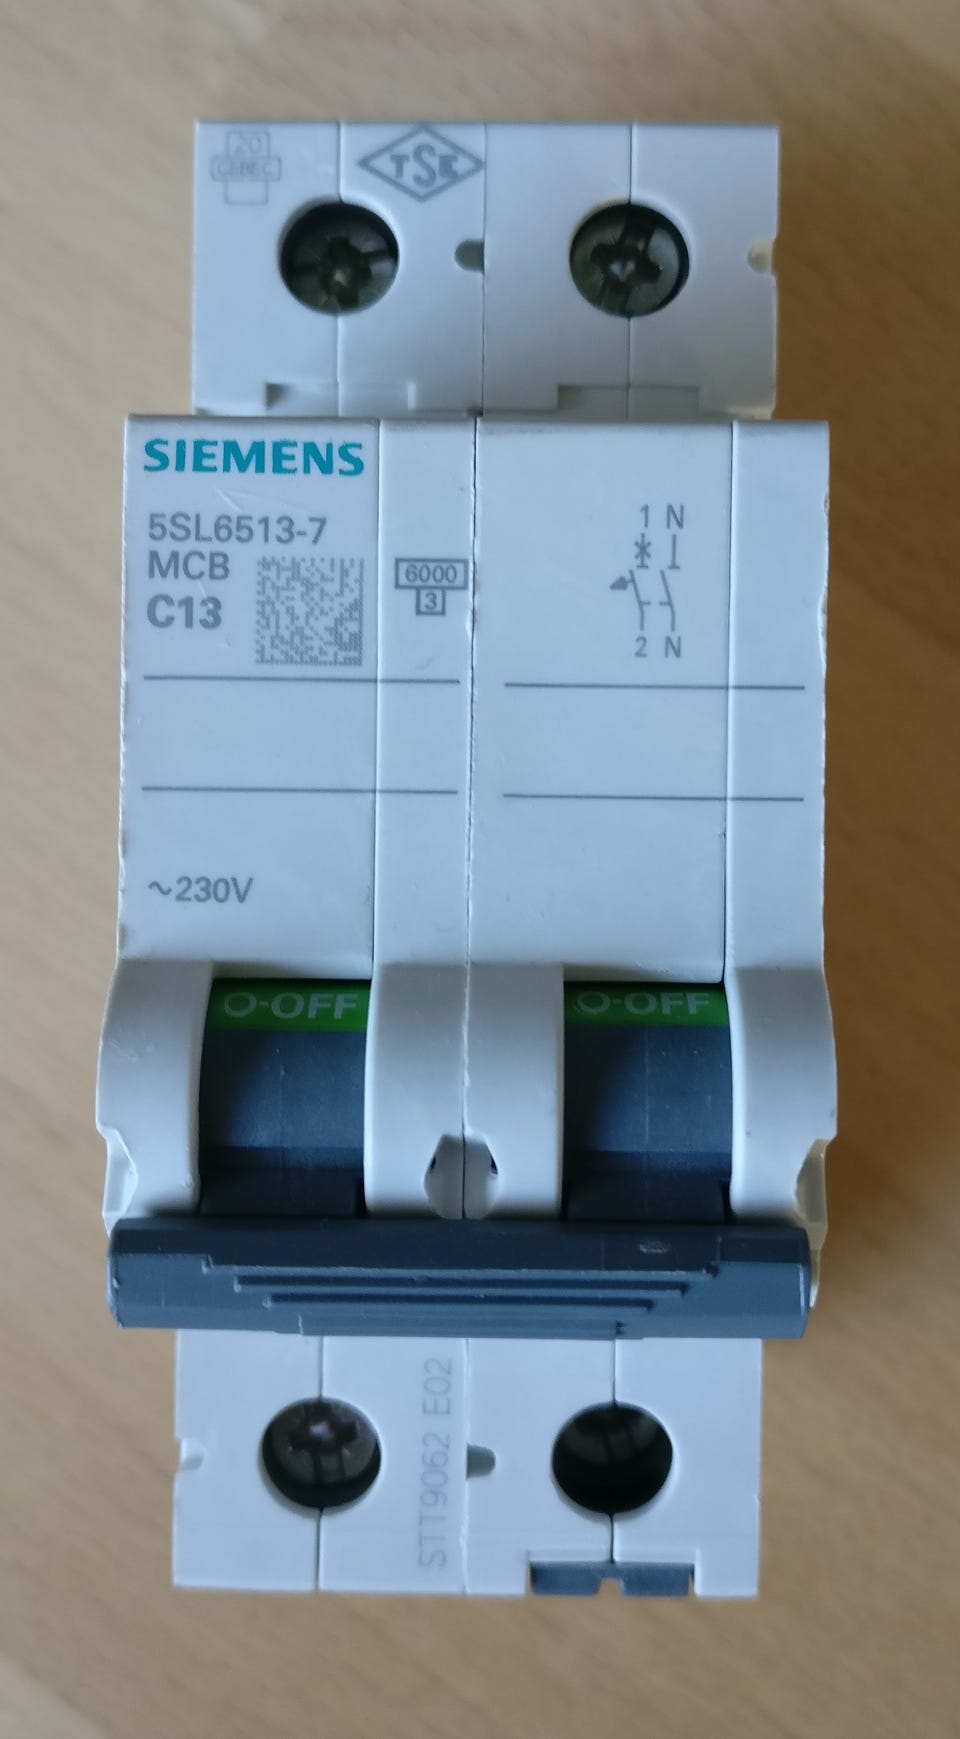 20
CEBEC
TSE
SIEMENS
5SL6513-7
MCB
C13
6000
3
1 N
2 N
~230V
O-OFF
O-OFF
STT9062 E02